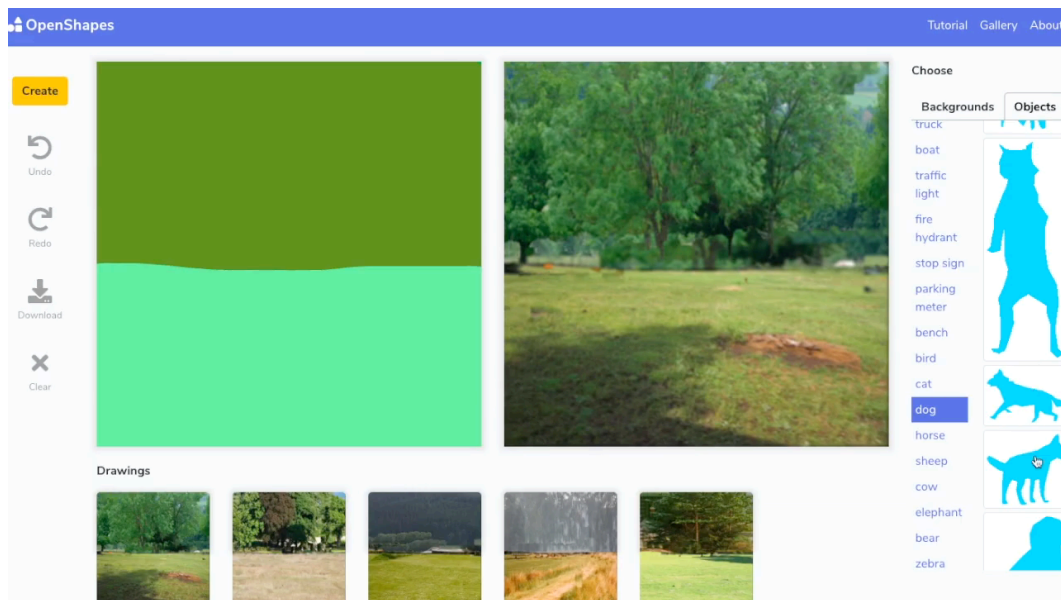 OpenShapes
Tutorial Gallery About
Create
Undo
Redo
Download
Clear
Drawings
Choose
Backgrounds Objects
truck
boat
traffic
light
fire
hydrant
stop sign
parking
meter
bench
bird
cat
dog
horse
sheep
cow
elephant
bear
zebra